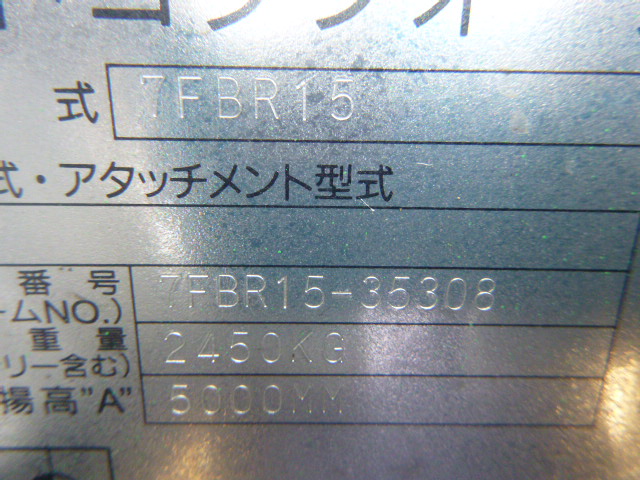 式 7FBR15
式・アタッチメント型式
番号 7FBR15-35308
ームNO.)
重量 2450KG
リー含む)
揚高"A" 5000MM